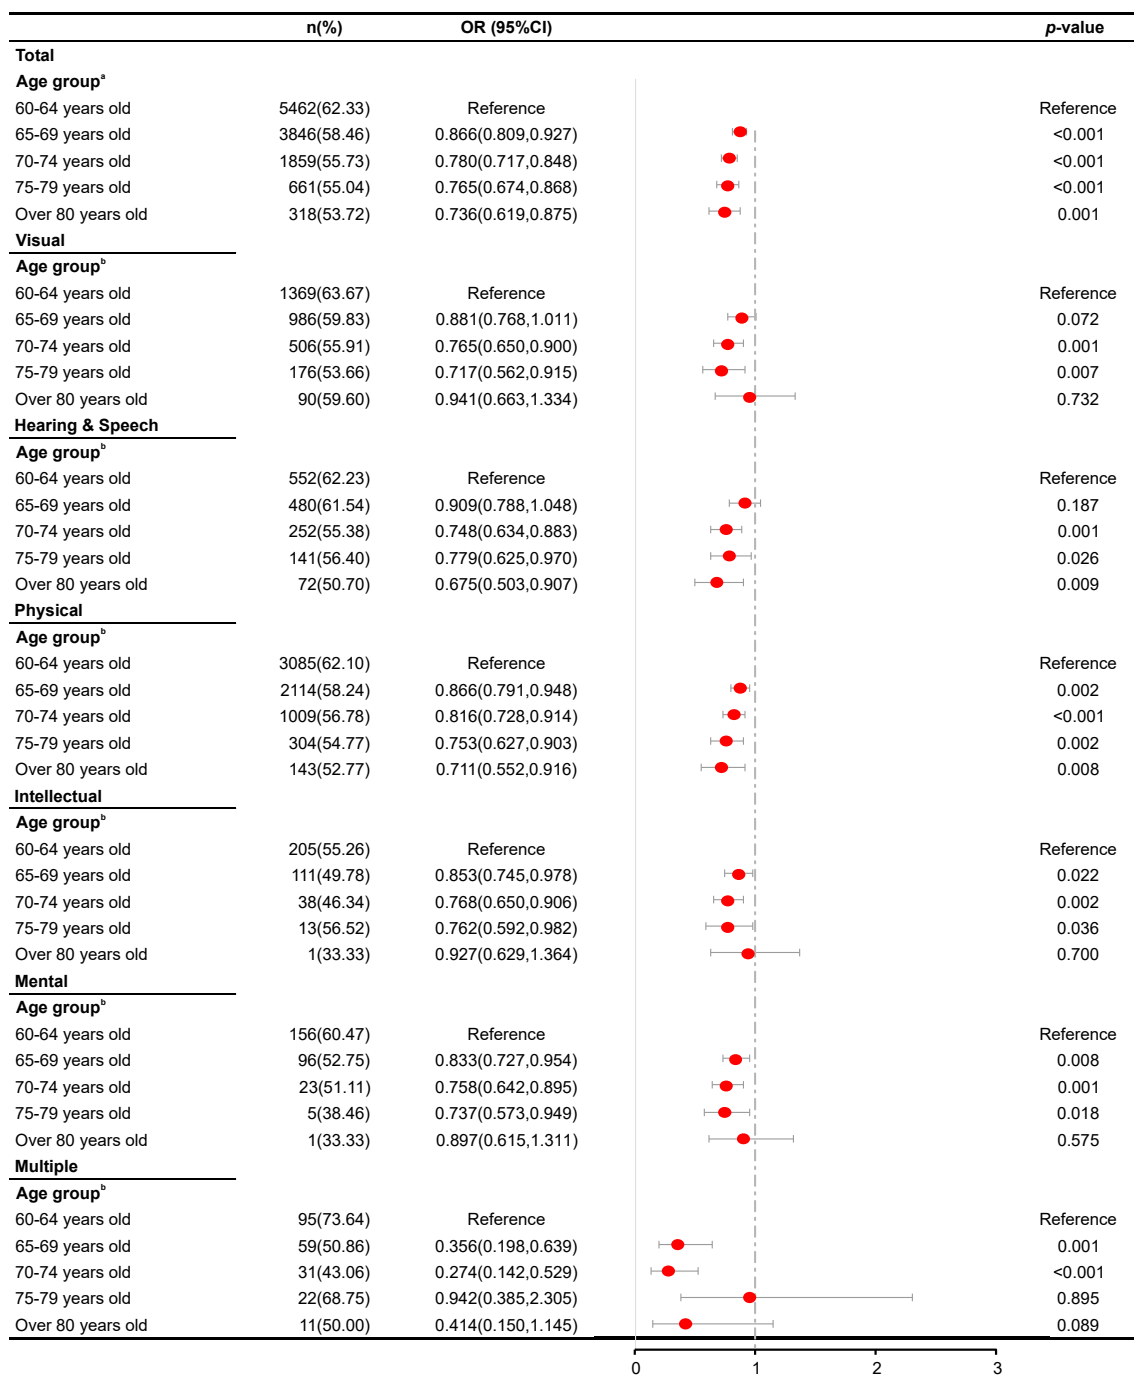 n(%) OR (95%CI) p-value
Total
Age groupᵃ
60-64 years old 5462(62.33) Reference Reference
65-69 years old 3846(58.46) 0.866(0.809,0.927) <0.001
70-74 years old 1859(55.73) 0.780(0.717,0.848) <0.001
75-79 years old 661(55.04) 0.765(0.674,0.868) <0.001
Over 80 years old 318(53.72) 0.736(0.619,0.875) 0.001
Visual
Age groupᵇ
60-64 years old 1369(63.67) Reference Reference
65-69 years old 986(59.83) 0.881(0.768,1.011) 0.072
70-74 years old 506(55.91) 0.765(0.650,0.900) 0.001
75-79 years old 176(53.66) 0.717(0.562,0.915) 0.007
Over 80 years old 90(59.60) 0.941(0.663,1.334) 0.732
Hearing & Speech
Age groupᵇ
60-64 years old 552(62.23) Reference Reference
65-69 years old 480(61.54) 0.909(0.788,1.048) 0.187
70-74 years old 252(55.38) 0.748(0.634,0.883) 0.001
75-79 years old 141(56.40) 0.779(0.625,0.970) 0.026
Over 80 years old 72(50.70) 0.675(0.503,0.907) 0.009
Physical
Age groupᵇ
60-64 years old 3085(62.10) Reference Reference
65-69 years old 2114(58.24) 0.866(0.791,0.948) 0.002
70-74 years old 1009(56.78) 0.816(0.728,0.914) <0.001
75-79 years old 304(54.77) 0.753(0.627,0.903) 0.002
Over 80 years old 143(52.77) 0.711(0.552,0.916) 0.008
Intellectual
Age groupᵇ
60-64 years old 205(55.26) Reference Reference
65-69 years old 111(49.78) 0.853(0.745,0.978) 0.022
70-74 years old 38(46.34) 0.768(0.650,0.906) 0.002
75-79 years old 13(56.52) 0.762(0.592,0.982) 0.036
Over 80 years old 1(33.33) 0.927(0.629,1.364) 0.700
Mental
Age groupᵇ
60-64 years old 156(60.47) Reference Reference
65-69 years old 96(52.75) 0.833(0.727,0.954) 0.008
70-74 years old 23(51.11) 0.758(0.642,0.895) 0.001
75-79 years old 5(38.46) 0.737(0.573,0.949) 0.018
Over 80 years old 1(33.33) 0.897(0.615,1.311) 0.575
Multiple
Age groupᵇ
60-64 years old 95(73.64) Reference Reference
65-69 years old 59(50.86) 0.356(0.198,0.639) 0.001
70-74 years old 31(43.06) 0.274(0.142,0.529) <0.001
75-79 years old 22(68.75) 0.942(0.385,2.305) 0.895
Over 80 years old 11(50.00) 0.414(0.150,1.145) 0.089
0 1 2 3